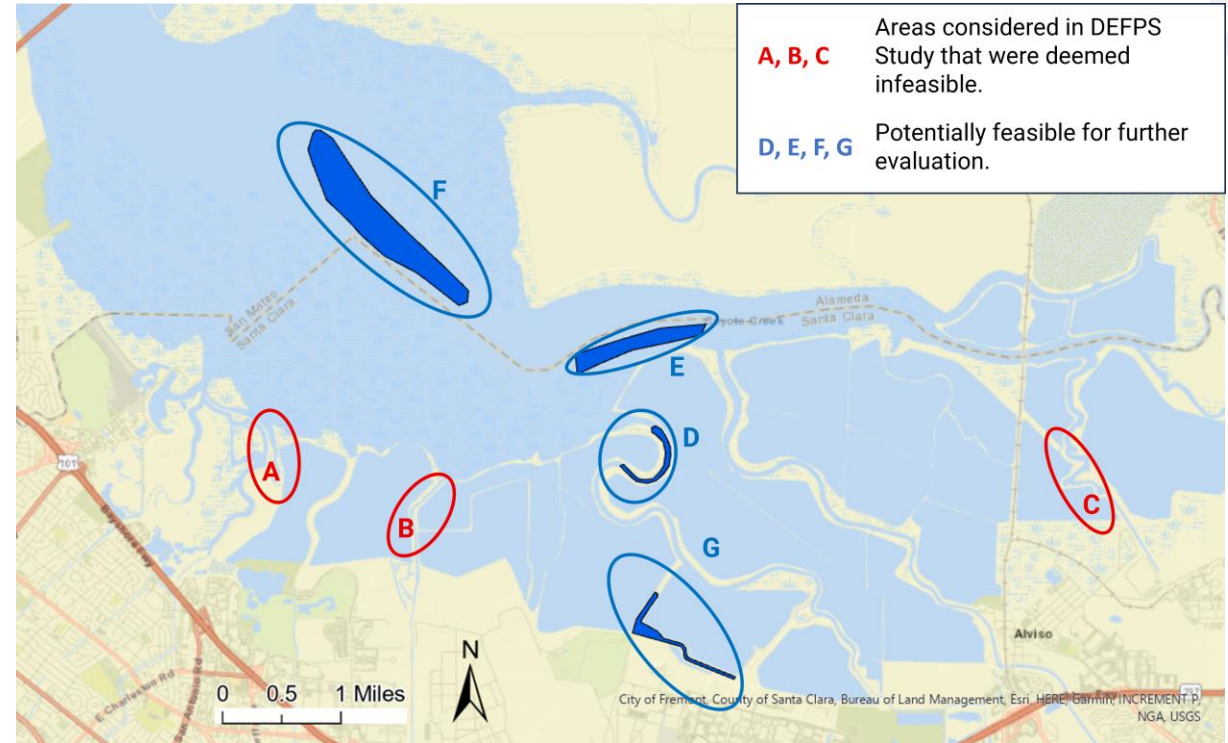 A, B, C
Areas considered in DEFPS
Study that were deemed
infeasible.
D, E, F, G
Potentially feasible for further
evaluation.
F
San Mateo
Santa Clara
Alameda
Santa Clara
Coyote Creek
E
D
A
B
C
G
101
Bayshore Fwy
Alviso
N
0 0.5 1 Miles
E Charleston Rd
San Antonio Rd
237
City of Fremont, County of Santa Clara, Bureau of Land Management, Esri, HERE, Garmin, INCREMENT P,
NGA, USGS